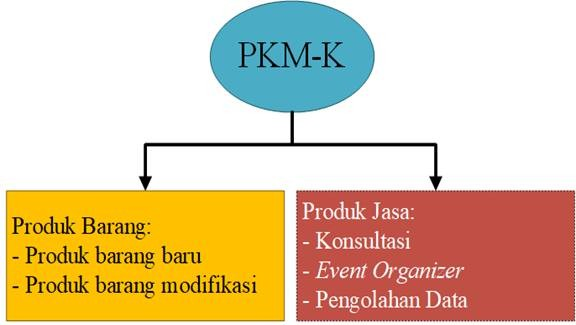 PKM-K
Produk Barang:
- Produk barang baru
- Produk barang modifikasi
Produk Jasa:
- Konsultasi
- Event Organizer
- Pengolahan Data